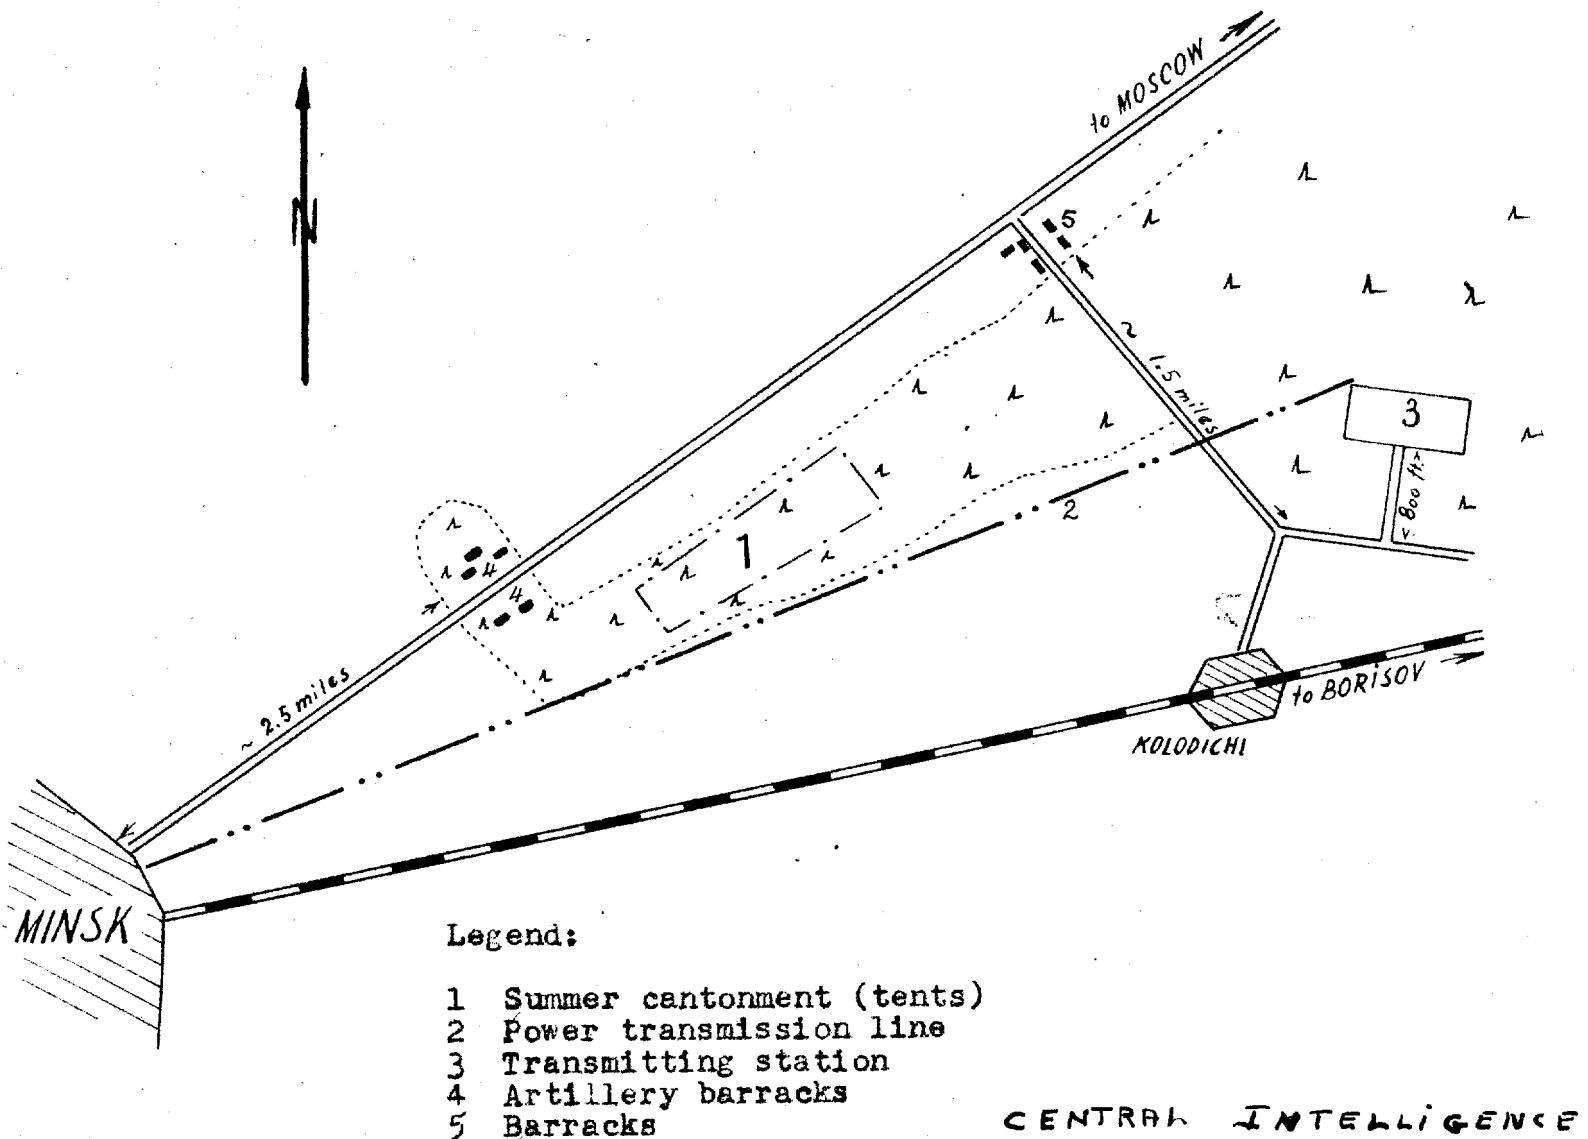 to MOSCOW
N
5
~ 1.5 miles
3
< 800 ft. >
2
1
4
4
~ 2.5 miles
to BORISOV
KOLODICHI
MINSK
Legend:
1 Summer cantonment (tents)
2 Power transmission line
3 Transmitting station
4 Artillery barracks
5 Barracks
CENTRAL INTELLIGENCE